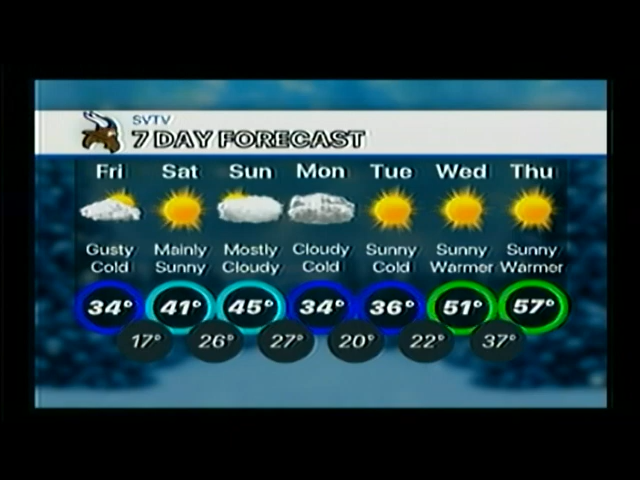 SVTV
7 DAY FORECAST
Fri Sat Sun Mon Tue Wed Thu
Gusty Mainly Mostly Cloudy Sunny Sunny Sunny
Cold Sunny Cloudy Cold Cold Warmer Warmer
34° 41° 45° 34° 36° 51° 57°
17° 26° 27° 20° 22° 37°